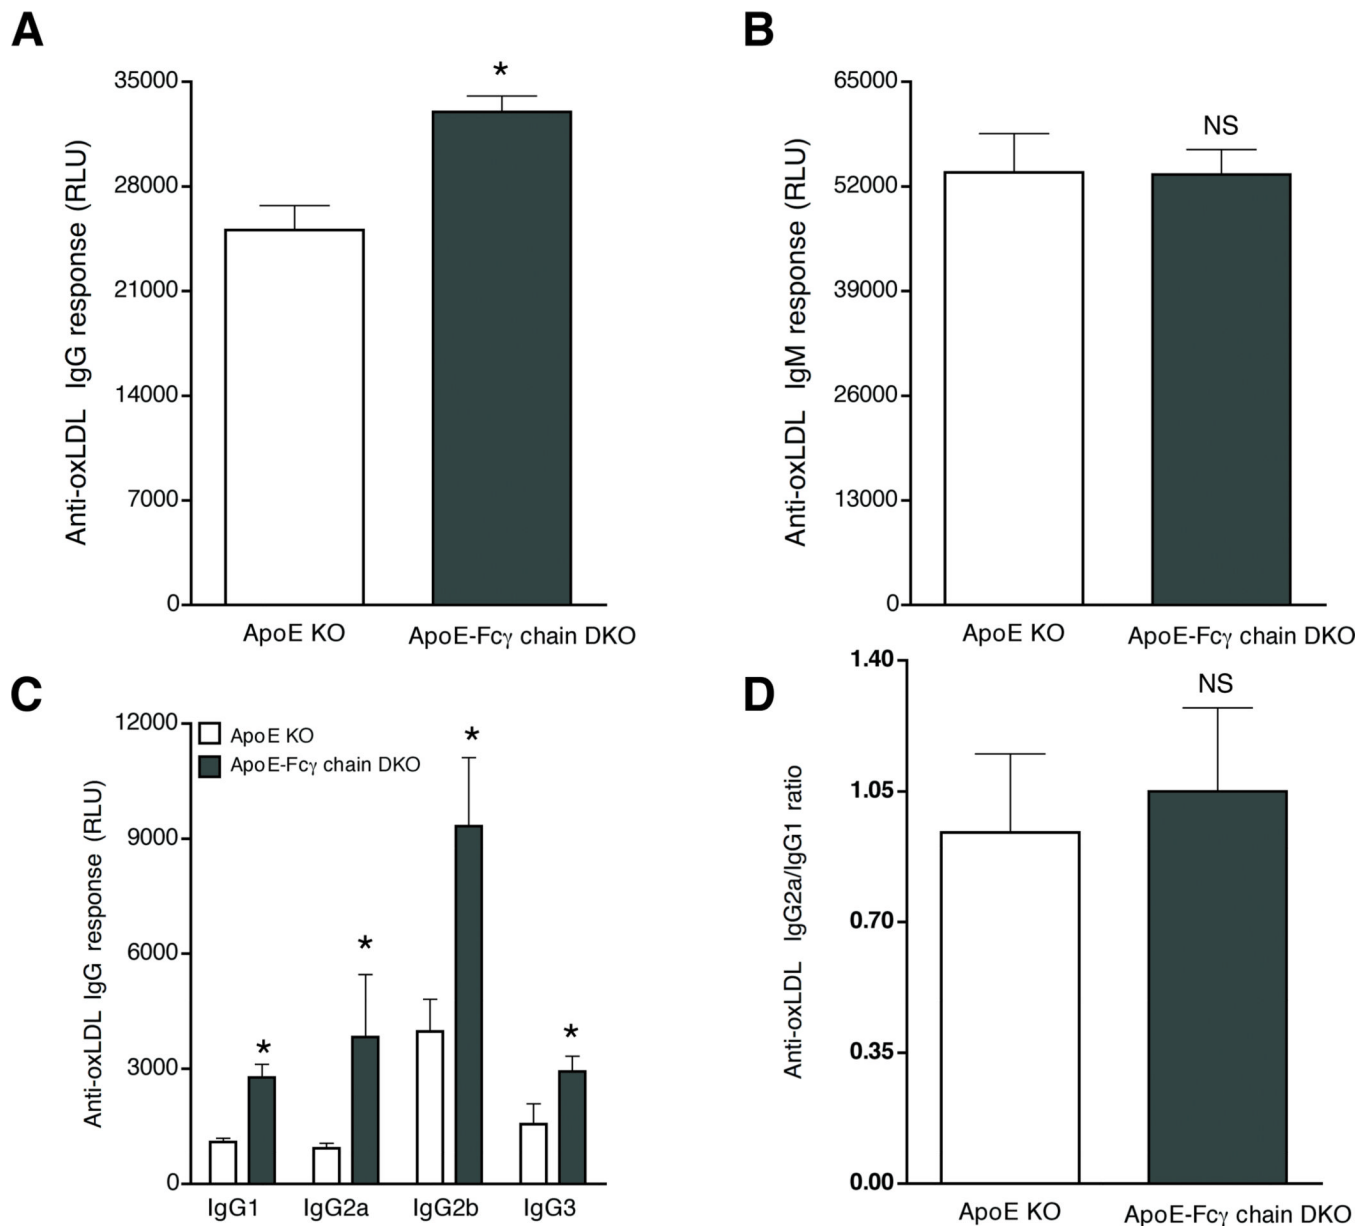 A
Anti-oxLDL IgG response (RLU)
35000
28000
21000
14000
7000
0
*
ApoE KO
ApoE-Fcγ chain DKO
B
Anti-oxLDL IgM response (RLU)
65000
52000
39000
26000
13000
0
NS
ApoE KO
ApoE-Fcγ chain DKO
C
Anti-oxLDL IgG response (RLU)
12000
9000
6000
3000
0
ApoE KO
ApoE-Fcγ chain DKO
*
*
*
*
IgG1
IgG2a
IgG2b
IgG3
D
Anti-oxLDL IgG2a/IgG1 ratio
1.40
1.05
0.70
0.35
0.00
NS
ApoE KO
ApoE-Fcγ chain DKO